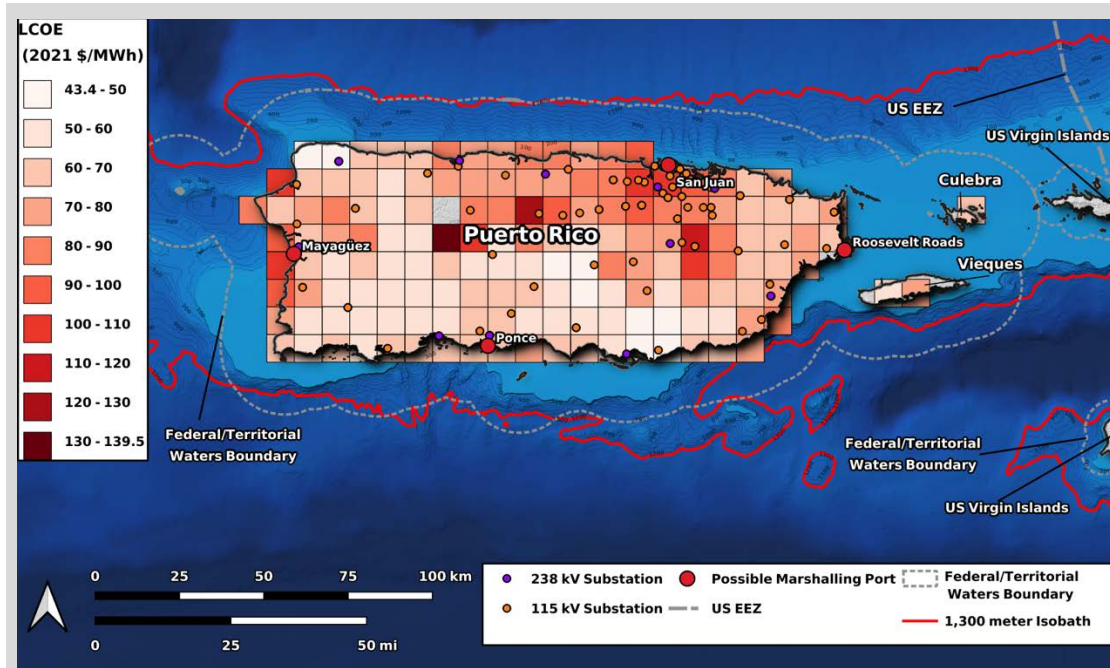 LCOE
(2021 $/MWh)
43.4 - 50
50 - 60
60 - 70
70 - 80
80 - 90
90 - 100
100 - 110
110 - 120
120 - 130
130 - 139.5
US EEZ
US Virgin Islands
Culebra
San Juan
Puerto Rico
Mayagüez
Roosevelt Roads
Vieques
Ponce
Federal/Territorial
Waters Boundary
Federal/Territorial
Waters Boundary
US Virgin Islands
0 25 50 75 100 km
0 25 50 mi
238 kV Substation
115 kV Substation
Possible Marshalling Port
US EEZ
Federal/Territorial
Waters Boundary
1,300 meter Isobath